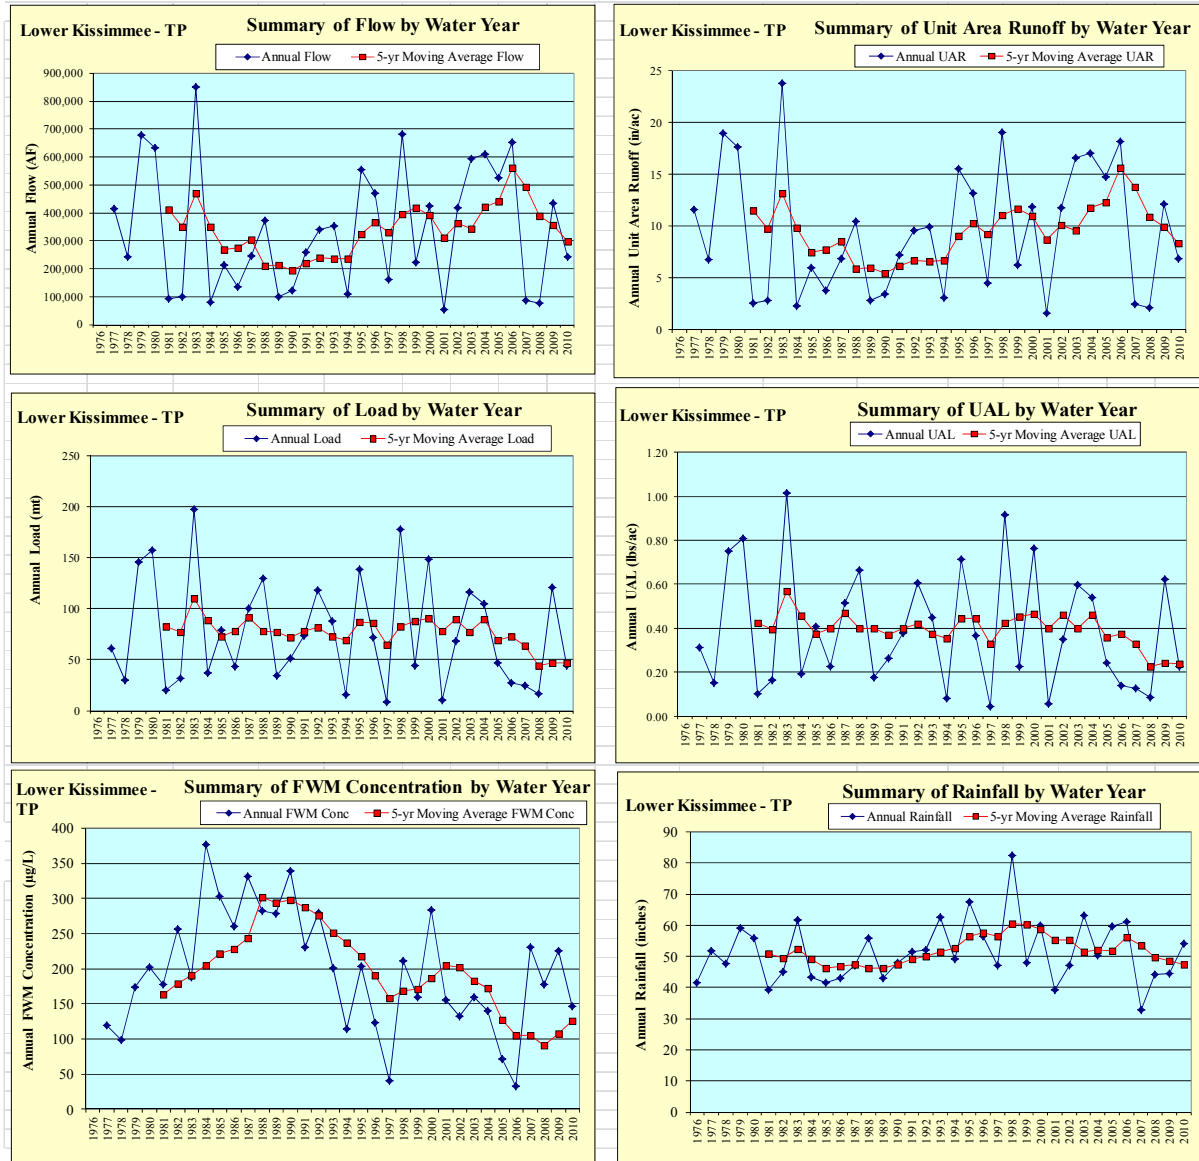 Lower Kissimmee - TP
Summary of Flow by Water Year
Annual Flow
5-yr Moving Average Flow
Annual Flow (AF)
900,000
800,000
700,000
600,000
500,000
400,000
300,000
200,000
100,000
0
1976 1977 1978 1979 1980 1981 1982 1983 1984 1985 1986 1987 1988 1989 1990 1991 1992 1993 1994 1995 1996 1997 1998 1999 2000 2001 2002 2003 2004 2005 2006 2007 2008 2009 2010
Lower Kissimmee - TP
Summary of Unit Area Runoff by Water Year
Annual UAR
5-yr Moving Average UAR
Annual Unit Area Runoff (in/ac)
25
20
15
10
5
0
1976 1977 1978 1979 1980 1981 1982 1983 1984 1985 1986 1987 1988 1989 1990 1991 1992 1993 1994 1995 1996 1997 1998 1999 2000 2001 2002 2003 2004 2005 2006 2007 2008 2009 2010
Lower Kissimmee - TP
Summary of Load by Water Year
Annual Load
5-yr Moving Average Load
Annual Load (mt)
250
200
150
100
50
0
1976 1977 1978 1979 1980 1981 1982 1983 1984 1985 1986 1987 1988 1989 1990 1991 1992 1993 1994 1995 1996 1997 1998 1999 2000 2001 2002 2003 2004 2005 2006 2007 2008 2009 2010
Lower Kissimmee - TP
Summary of UAL by Water Year
Annual UAL
5-yr Moving Average UAL
Annual UAL (lbs/ac)
1.20
1.00
0.80
0.60
0.40
0.20
0.00
1976 1977 1978 1979 1980 1981 1982 1983 1984 1985 1986 1987 1988 1989 1990 1991 1992 1993 1994 1995 1996 1997 1998 1999 2000 2001 2002 2003 2004 2005 2006 2007 2008 2009 2010
Lower Kissimmee -
TP
Summary of FWM Concentration by Water Year
Annual FWM Conc
5-yr Moving Average FWM Conc
Annual FWM Concentration (µg/L)
400
350
300
250
200
150
100
50
0
1976 1977 1978 1979 1980 1981 1982 1983 1984 1985 1986 1987 1988 1989 1990 1991 1992 1993 1994 1995 1996 1997 1998 1999 2000 2001 2002 2003 2004 2005 2006 2007 2008 2009 2010
Lower Kissimmee - TP
Summary of Rainfall by Water Year
Annual Rainfall
5-yr Moving Average Rainfall
Annual Rainfall (inches)
90
80
70
60
50
40
30
20
10
0
1976 1977 1978 1979 1980 1981 1982 1983 1984 1985 1986 1987 1988 1989 1990 1991 1992 1993 1994 1995 1996 1997 1998 1999 2000 2001 2002 2003 2004 2005 2006 2007 2008 2009 2010